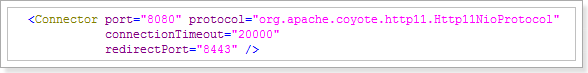 <Connector port="8080" protocol="org.apache.coyote.http11.Http11NioProtocol"
connectionTimeout="20000"
redirectPort="8443" />